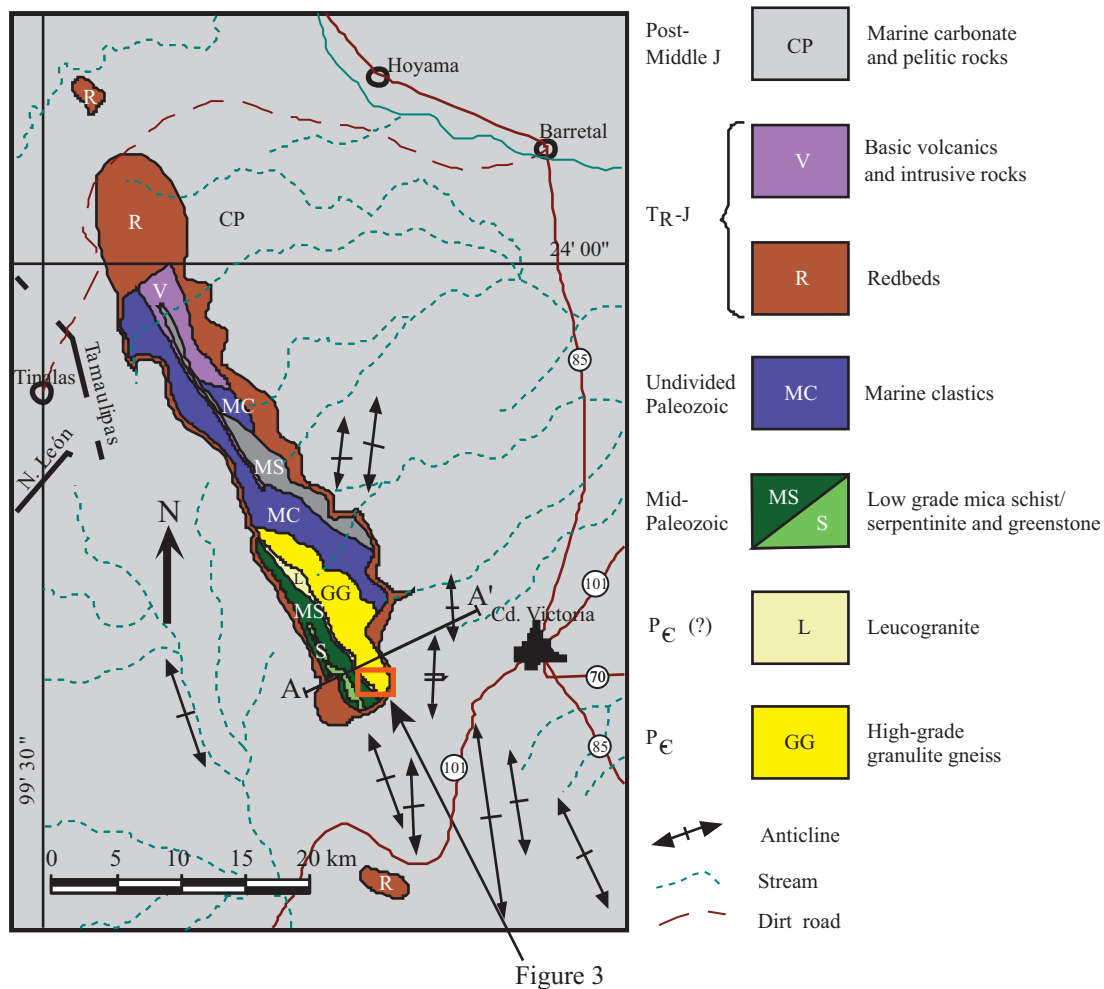 Hoyama
R
Barretal
R
CP
24' 00"
V
85
Tinalas
Tamaulipas
MC
N. León
MS
MC
N
101
L
GG
MS
A'
Cd. Victoria
S
70
A
85
101
99' 30"
0 5 10 15 20 km
R
Figure 3
Post-
Middle J
CP
Marine carbonate
and pelitic rocks
V
Basic volcanics
and intrusive rocks
TR-J
R
Redbeds
Undivided
Paleozoic
MC
Marine clastics
Mid-
Paleozoic
MS
S
Low grade mica schist/
serpentinite and greenstone
PЄ (?)
L
Leucogranite
PЄ
GG
High-grade
granulite gneiss
Anticline
Stream
Dirt road